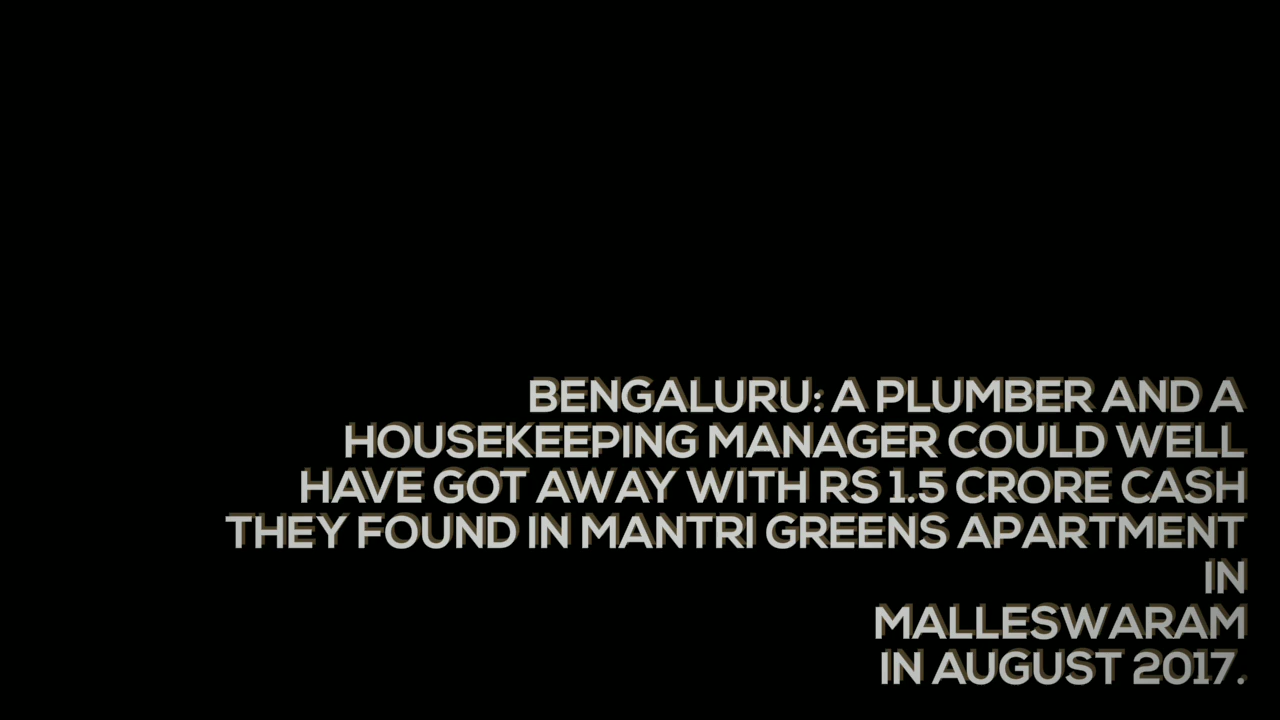 BENGALURU: A PLUMBER AND A
HOUSEKEEPING MANAGER COULD WELL
HAVE GOT AWAY WITH RS 1.5 CRORE CASH
THEY FOUND IN MANTRI GREENS APARTMENT
IN
MALLESWARAM
IN AUGUST 2017.